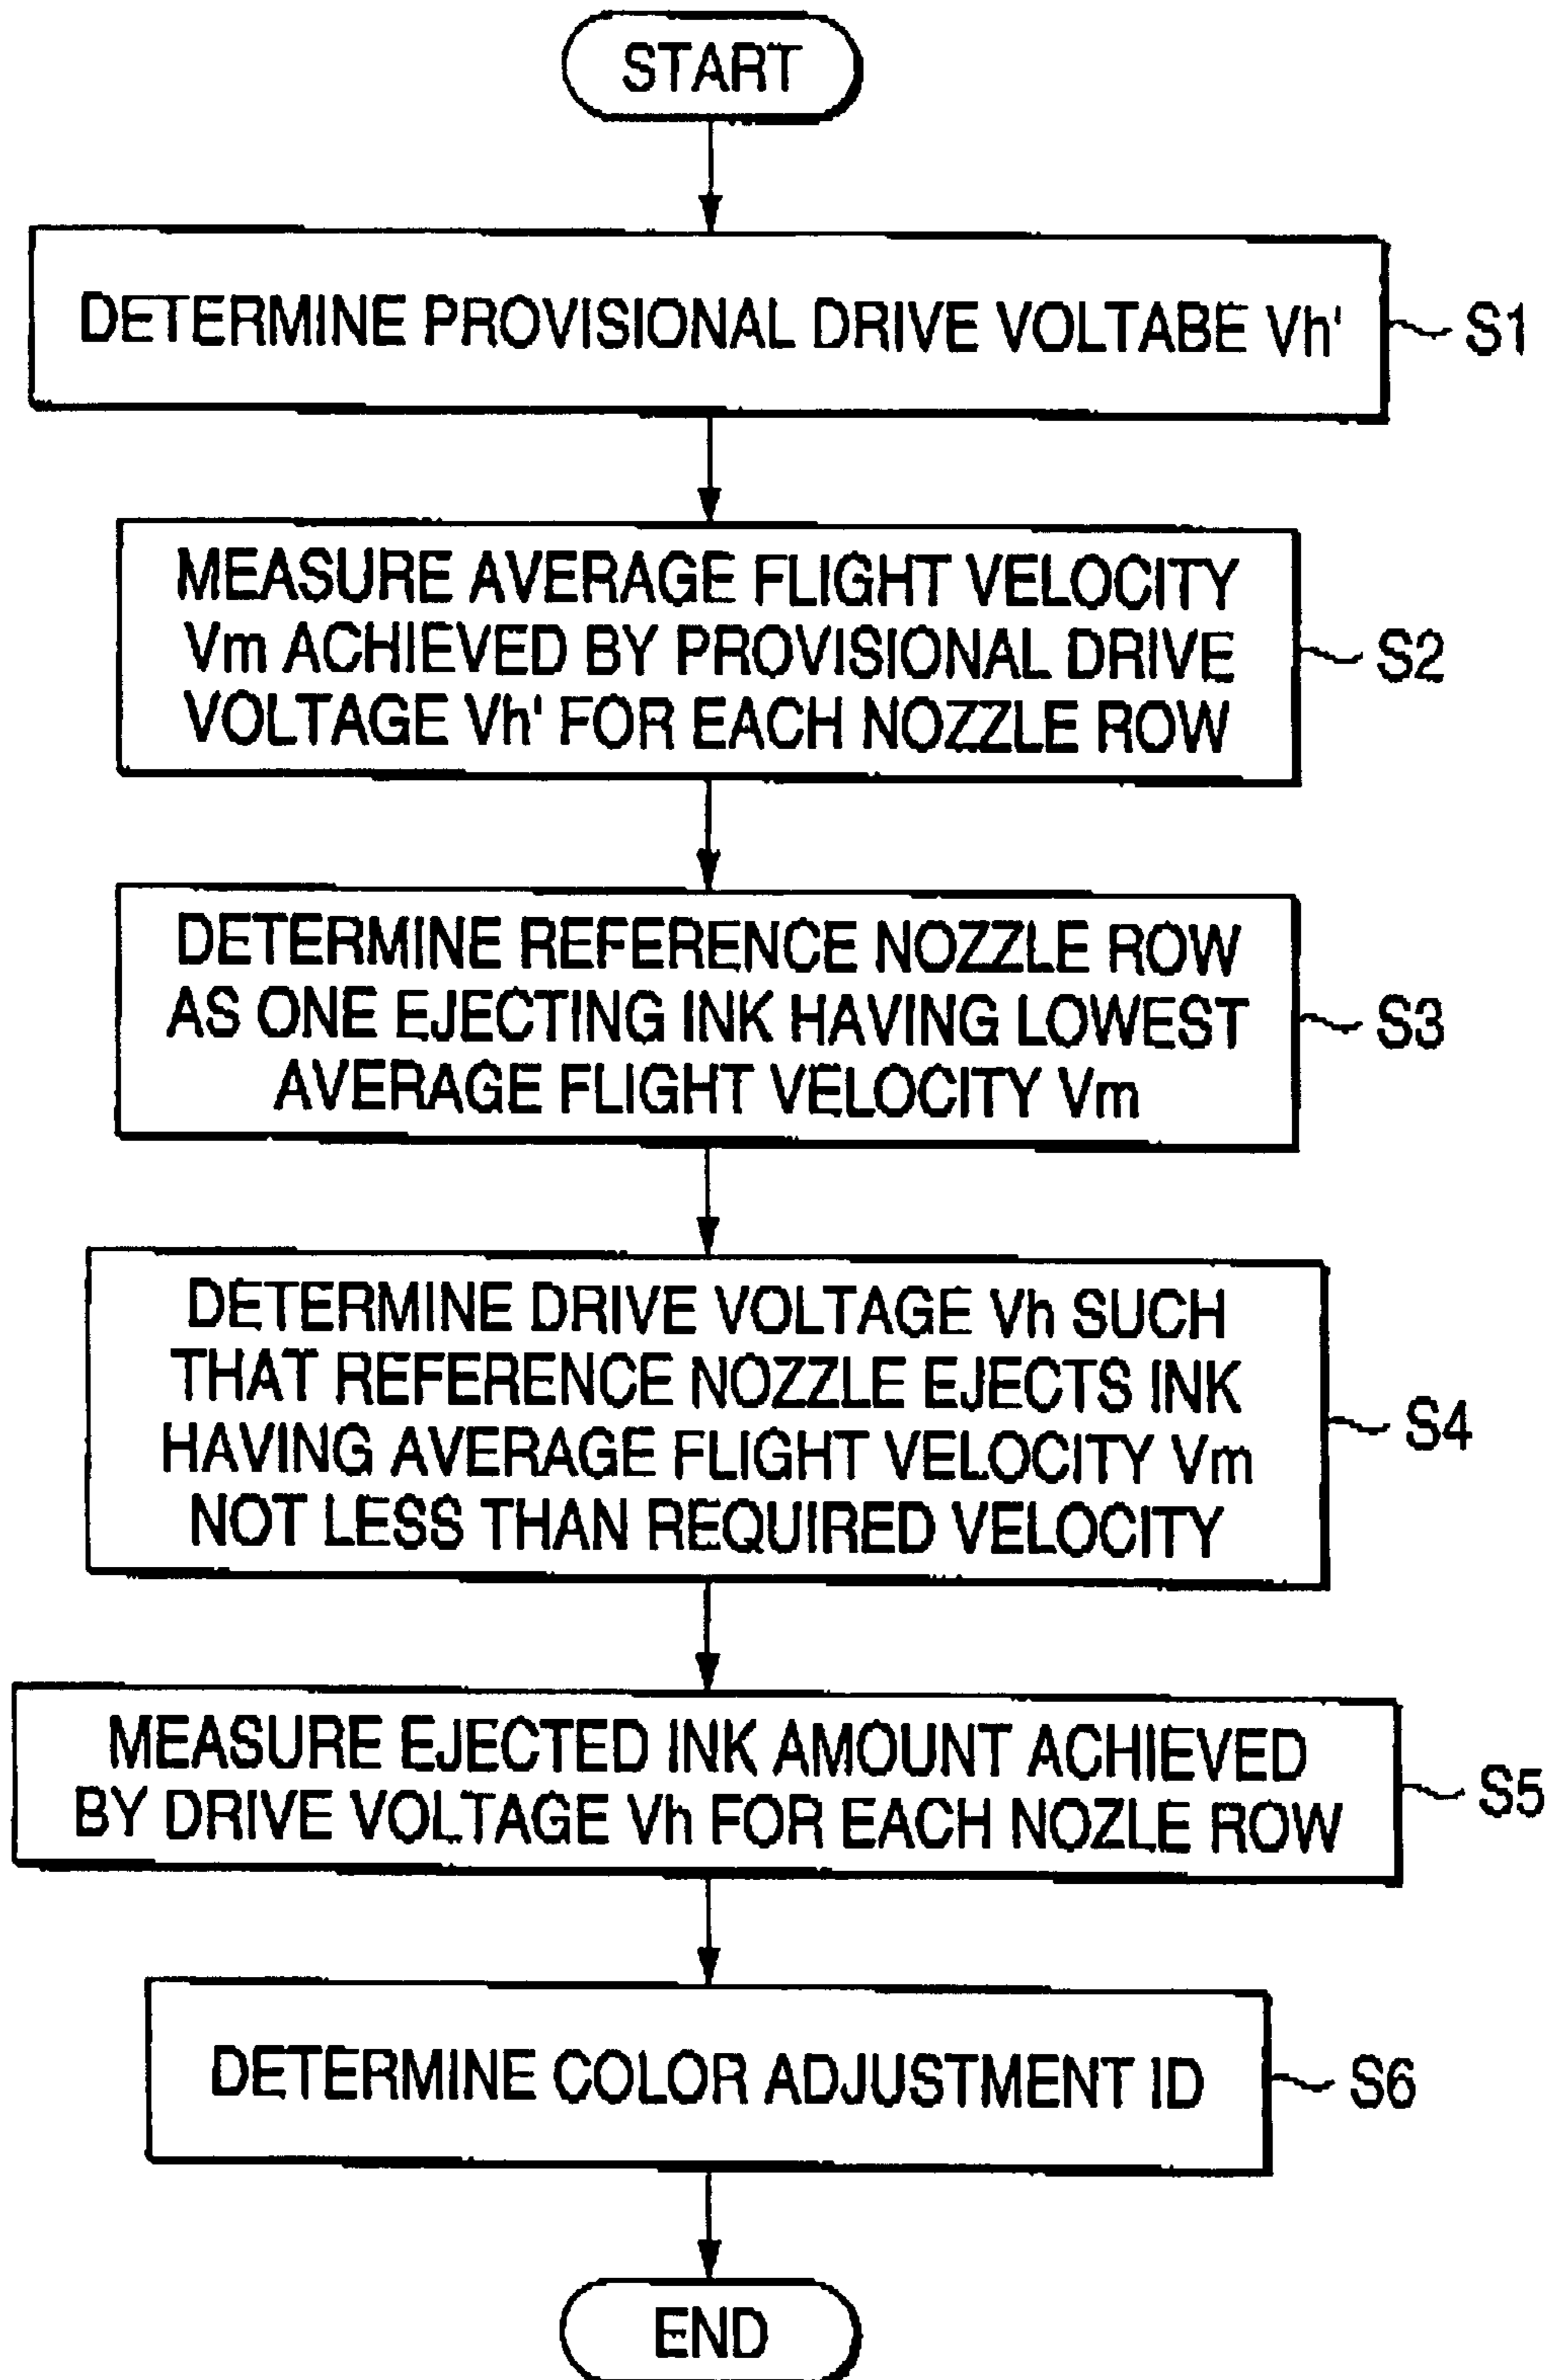 START
DETERMINE PROVISIONAL DRIVE VOLTABE Vh'
S1
MEASURE AVERAGE FLIGHT VELOCITY
Vm ACHIEVED BY PROVISIONAL DRIVE
VOLTAGE Vh' FOR EACH NOZZLE ROW
S2
DETERMINE REFERENCE NOZZLE ROW
AS ONE EJECTING INK HAVING LOWEST
AVERAGE FLIGHT VELOCITY Vm
S3
DETERMINE DRIVE VOLTAGE Vh SUCH
THAT REFERENCE NOZZLE EJECTS INK
HAVING AVERAGE FLIGHT VELOCITY Vm
NOT LESS THAN REQUIRED VELOCITY
S4
MEASURE EJECTED INK AMOUNT ACHIEVED
BY DRIVE VOLTAGE Vh FOR EACH NOZLE ROW
S5
DETERMINE COLOR ADJUSTMENT ID
S6
END